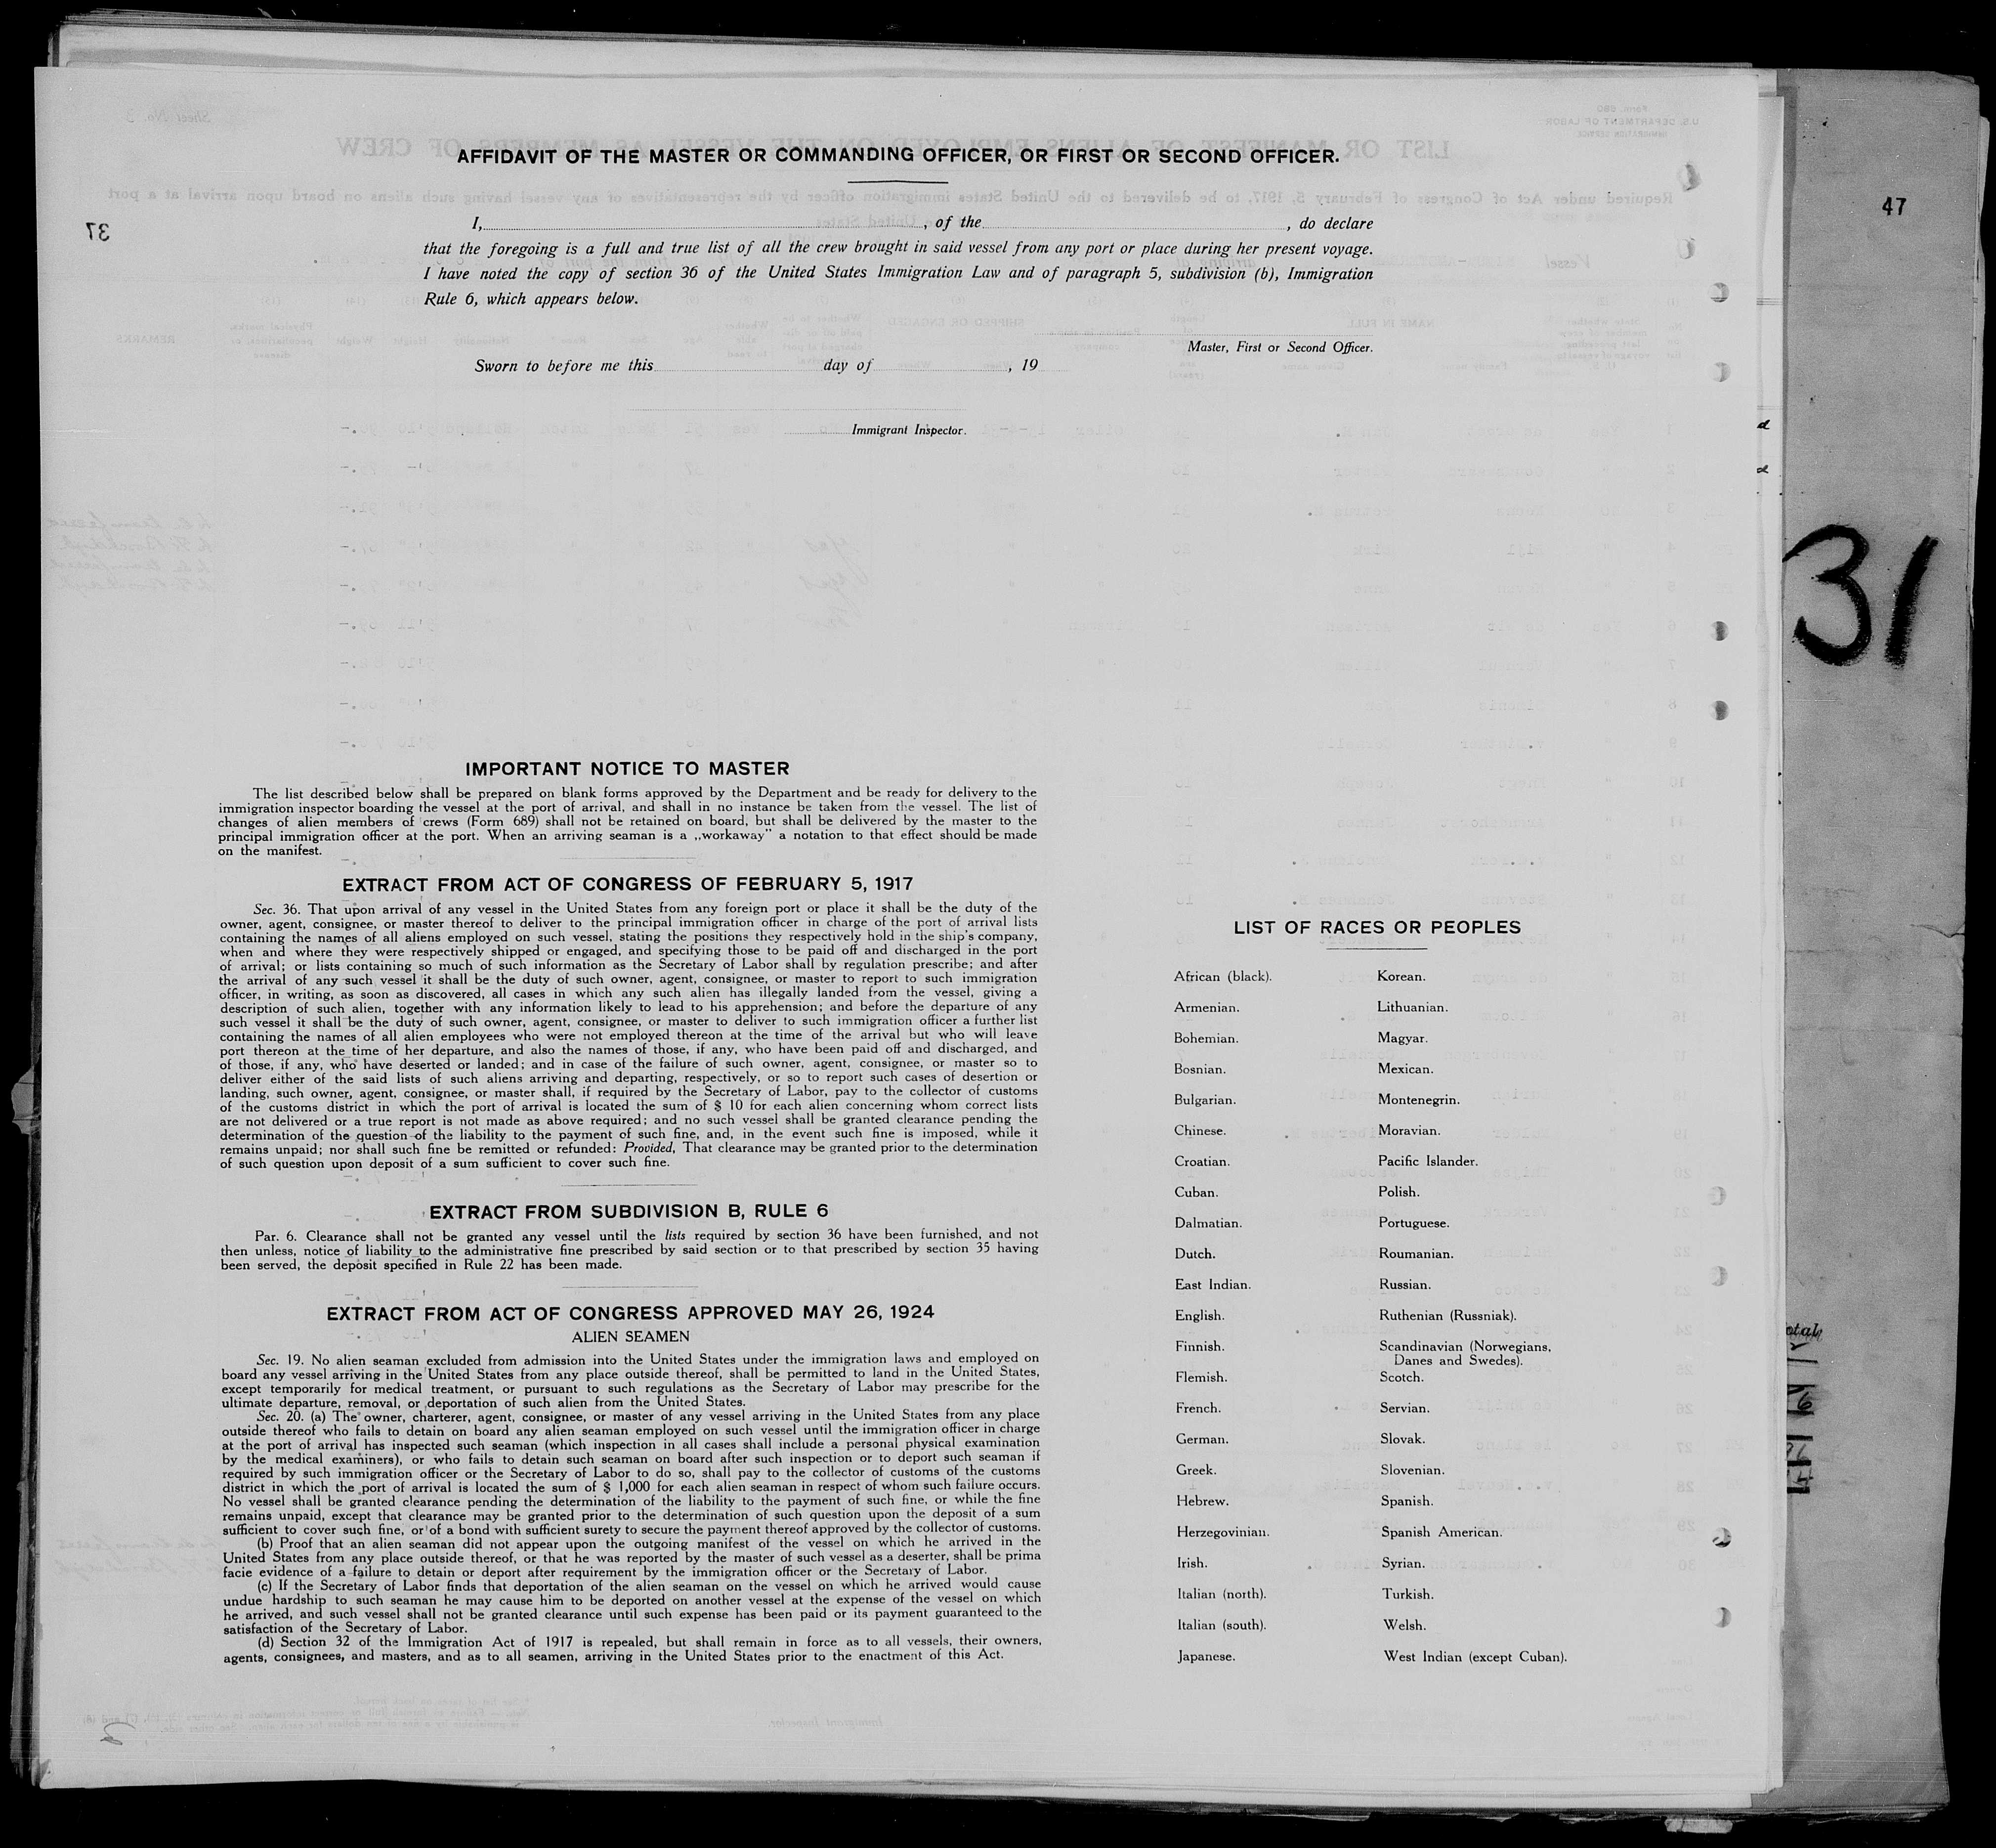 AFFIDAVIT OF THE MASTER OR COMMANDING OFFICER, OR FIRST OR SECOND OFFICER.
47
37
I, , of the , do declare
that the foregoing is a full and true list of all the crew brought in said vessel from any port or place during her present voyage.
I have noted the copy of section 36 of the United States Immigration Law and of paragraph 5, subdivision (b), Immigration
Rule 6, which appears below.
Master, First or Second Officer.
Sworn to before me this day of , 19
Immigrant Inspector.
31
IMPORTANT NOTICE TO MASTER
The list described below shall be prepared on blank forms approved by the Department and be ready for delivery to the
immigration inspector boarding the vessel at the port of arrival, and shall in no instance be taken from the vessel. The list of
changes of alien members of crews (Form 689) shall not be retained on board, but shall be delivered by the master to the
principal immigration officer at the port. When an arriving seaman is a „workaway” a notation to that effect should be made
on the manifest.
EXTRACT FROM ACT OF CONGRESS OF FEBRUARY 5, 1917
Sec. 36. That upon arrival of any vessel in the United States from any foreign port or place it shall be the duty of the
owner, agent, consignee, or master thereof to deliver to the principal immigration officer in charge of the port of arrival lists
containing the names of all aliens employed on such vessel, stating the positions they respectively hold in the ship's company,
when and where they were respectively shipped or engaged, and specifying those to be paid off and discharged in the port
of arrival; or lists containing so much of such information as the Secretary of Labor shall by regulation prescribe; and after
the arrival of any such vessel it shall be the duty of such owner, agent, consignee, or master to report to such immigration
officer, in writing, as soon as discovered, all cases in which any such alien has illegally landed from the vessel, giving a
description of such alien, together with any information likely to lead to his apprehension; and before the departure of any
such vessel it shall be the duty of such owner, agent, consignee, or master to deliver to such immigration officer a further list
containing the names of all alien employees who were not employed thereon at the time of the arrival but who will leave
port thereon at the time of her departure, and also the names of those, if any, who have been paid off and discharged, and
of those, if any, who have deserted or landed; and in case of the failure of such owner, agent, consignee, or master so to
deliver either of the said lists of such aliens arriving and departing, respectively, or so to report such cases of desertion or
landing, such owner, agent, consignee, or master shall, if required by the Secretary of Labor, pay to the collector of customs
of the customs district in which the port of arrival is located the sum of $ 10 for each alien concerning whom correct lists
are not delivered or a true report is not made as above required; and no such vessel shall be granted clearance pending the
determination of the question of the liability to the payment of such fine, and, in the event such fine is imposed, while it
remains unpaid; nor shall such fine be remitted or refunded: Provided, That clearance may be granted prior to the determination
of such question upon deposit of a sum sufficient to cover such fine.
EXTRACT FROM SUBDIVISION B, RULE 6
Par. 6. Clearance shall not be granted any vessel until the lists required by section 36 have been furnished, and not
then unless, notice of liability to the administrative fine prescribed by said section or to that prescribed by section 35 having
been served, the deposit specified in Rule 22 has been made.
EXTRACT FROM ACT OF CONGRESS APPROVED MAY 26, 1924
ALIEN SEAMEN
Sec. 19. No alien seaman excluded from admission into the United States under the immigration laws and employed on
board any vessel arriving in the United States from any place outside thereof, shall be permitted to land in the United States,
except temporarily for medical treatment, or pursuant to such regulations as the Secretary of Labor may prescribe for the
ultimate departure, removal, or deportation of such alien from the United States.
Sec. 20. (a) The owner, charterer, agent, consignee, or master of any vessel arriving in the United States from any place
outside thereof who fails to detain on board any alien seaman employed on such vessel until the immigration officer in charge
at the port of arrival has inspected such seaman (which inspection in all cases shall include a personal physical examination
by the medical examiners), or who fails to detain such seaman on board after such inspection or to deport such seaman if
required by such immigration officer or the Secretary of Labor to do so, shall pay to the collector of customs of the customs
district in which the port of arrival is located the sum of $ 1,000 for each alien seaman in respect of whom such failure occurs.
No vessel shall be granted clearance pending the determination of the liability to the payment of such fine, or while the fine
remains unpaid, except that clearance may be granted prior to the determination of such question upon the deposit of a sum
sufficient to cover such fine, or of a bond with sufficient surety to secure the payment thereof approved by the collector of customs.
(b) Proof that an alien seaman did not appear upon the outgoing manifest of the vessel on which he arrived in the
United States from any place outside thereof, or that he was reported by the master of such vessel as a deserter, shall be prima
facie evidence of a failure to detain or deport after requirement by the immigration officer or the Secretary of Labor.
(c) If the Secretary of Labor finds that deportation of the alien seaman on the vessel on which he arrived would cause
undue hardship to such seaman he may cause him to be deported on another vessel at the expense of the vessel on which
he arrived, and such vessel shall not be granted clearance until such expense has been paid or its payment guaranteed to the
satisfaction of the Secretary of Labor.
(d) Section 32 of the Immigration Act of 1917 is repealed, but shall remain in force as to all vessels, their owners,
agents, consignees, and masters, and as to all seamen, arriving in the United States prior to the enactment of this Act.
LIST OF RACES OR PEOPLES
African (black).
Armenian.
Bohemian.
Bosnian.
Bulgarian.
Chinese.
Croatian.
Cuban.
Dalmatian.
Dutch.
East Indian.
English.
Finnish.
Flemish.
French.
German.
Greek.
Hebrew.
Herzegovinian.
Irish.
Italian (north).
Italian (south).
Japanese.
Korean.
Lithuanian.
Magyar.
Mexican.
Montenegrin.
Moravian.
Pacific Islander.
Polish.
Portuguese.
Roumanian.
Russian.
Ruthenian (Russniak).
Scandinavian (Norwegians,
Danes and Swedes).
Scotch.
Servian.
Slovak.
Slovenian.
Spanish.
Spanish American.
Syrian.
Turkish.
Welsh.
West Indian (except Cuban).